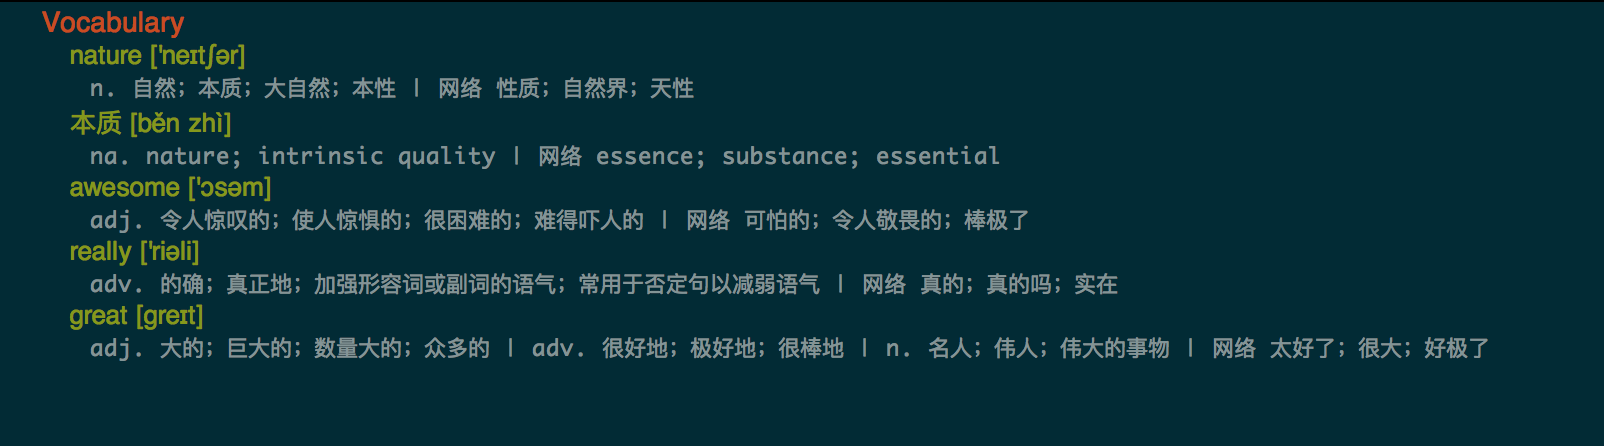 Vocabulary
nature ['neɪtʃər]
n. 自然；本质；大自然；本性 | 网络 性质；自然界；天性
本质 [běn zhì]
na. nature; intrinsic quality | 网络 essence; substance; essential
awesome ['ɔsəm]
adj. 令人惊叹的；使人惊惧的；很困难的；难得吓人的 | 网络 可怕的；令人敬畏的；棒极了
really ['riəli]
adv. 的确；真正地；加强形容词或副词的语气；常用于否定句以减弱语气 | 网络 真的；真的吗；实在
great [greɪt]
adj. 大的；巨大的；数量大的；众多的 | adv. 很好地；极好地；很棒地 | n. 名人；伟人；伟大的事物 | 网络 太好了；很大；好极了